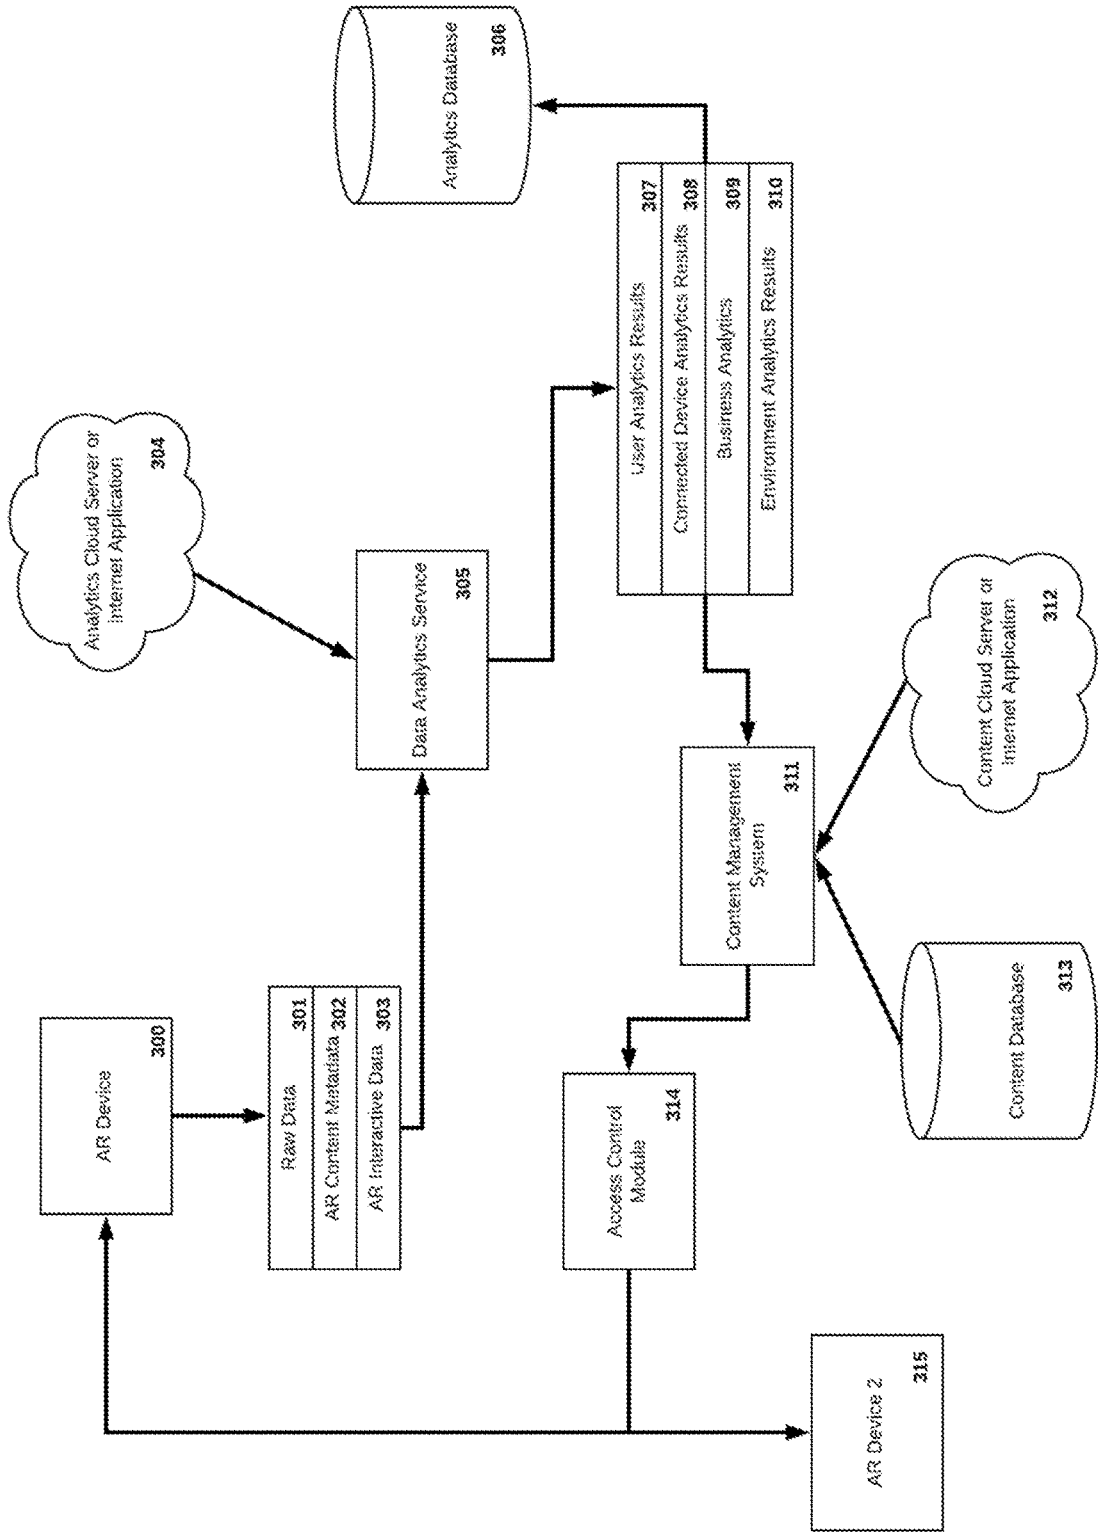 AR Device
300
Raw Data
301
AR Content Metadata
302
AR Interactive Data
303
Analytics Cloud Server or
Internet Application
304
Data Analytics Service
305
Analytics Database
306
User Analytics Results
307
Connected Device Analytics Results
308
Business Analytics
309
Environment Analytics Results
310
Content Management
System
311
Content Cloud Server or
Internet Application
312
Content Database
313
Access Control
Module
314
AR Device 2
315